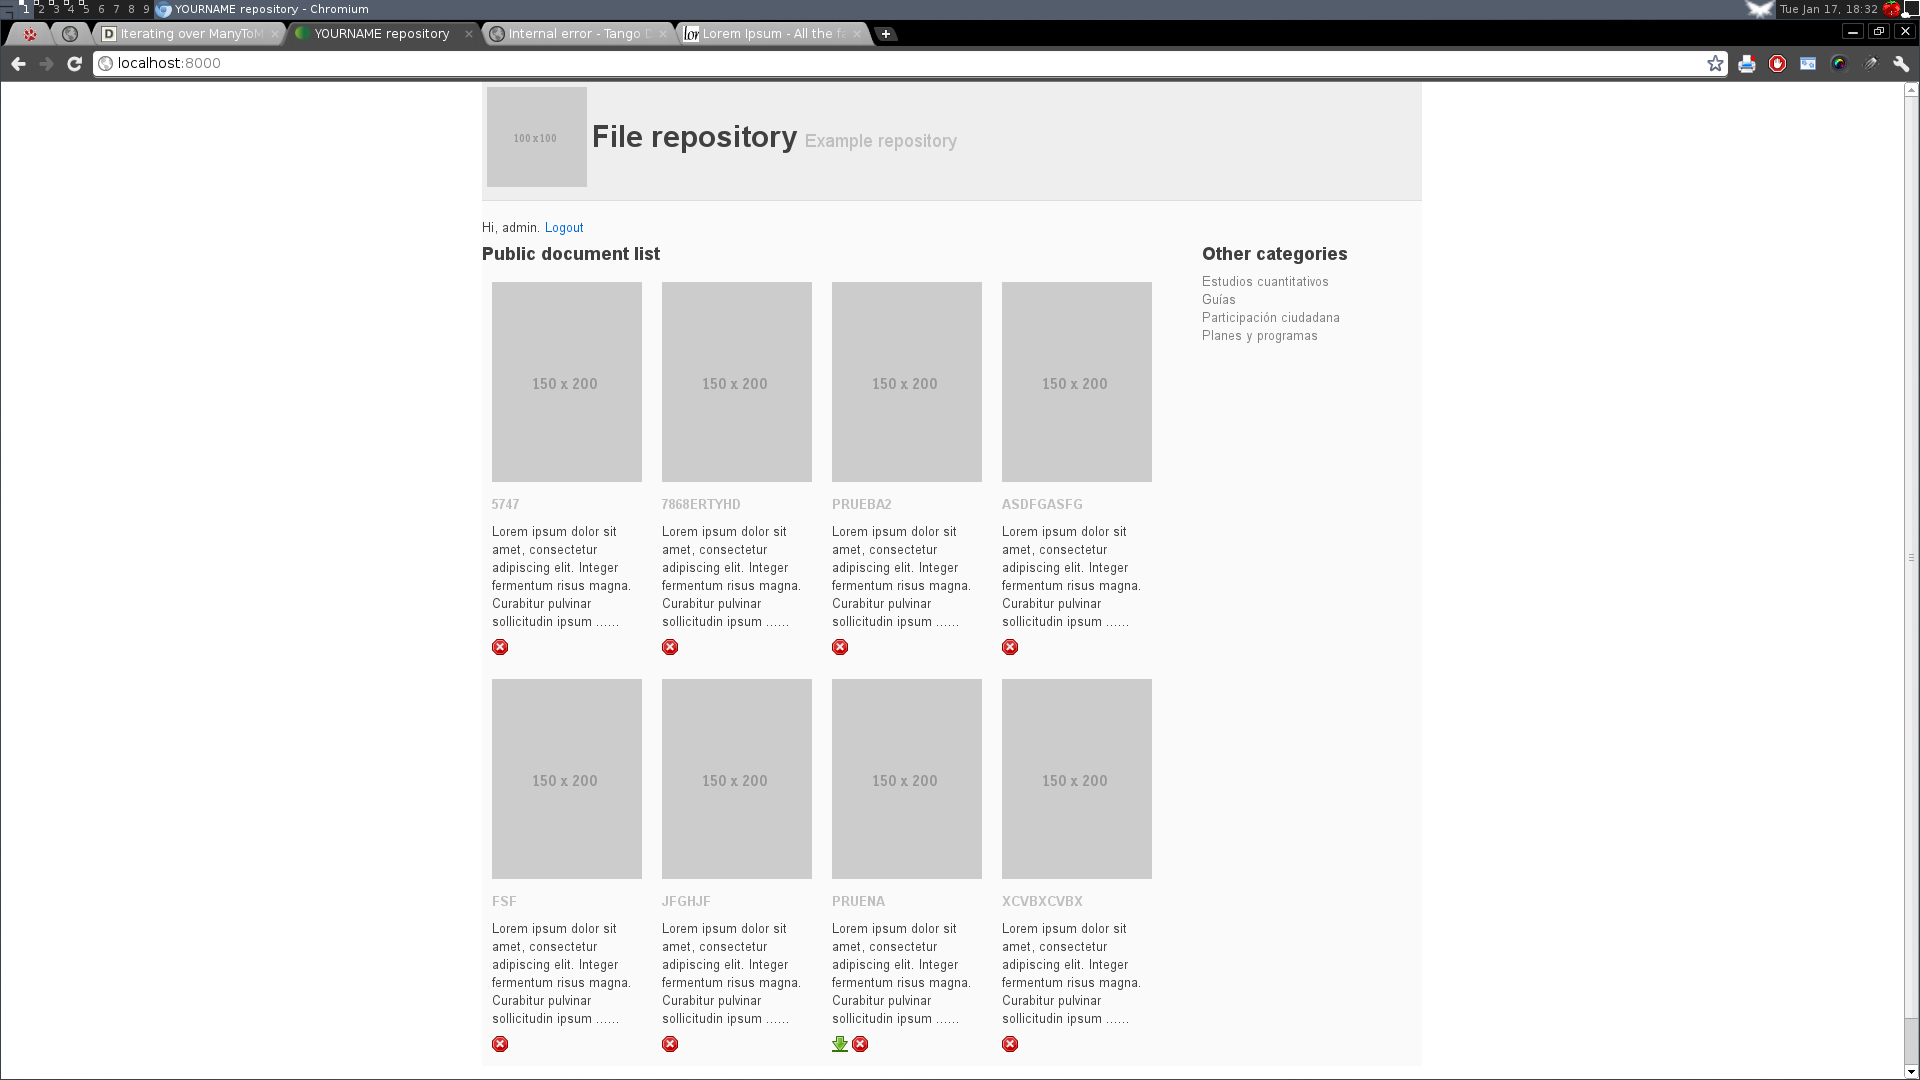 1 2 3 4 5 6 7 8 9 YOURNAME repository - Chromium Tue Jan 17, 18:32
Iterating over ManyToM YOURNAME repository Internal error - Tango D lor Lorem Ipsum - All the fa
localhost:8000
100 x 100
File repository Example repository
Hi, admin. Logout
Public document list
150 x 200 150 x 200 150 x 200 150 x 200
5747
Lorem ipsum dolor sit
amet, consectetur
adipiscing elit. Integer
fermentum risus magna.
Curabitur pulvinar
sollicitudin ipsum ......
7868ERTYHD
Lorem ipsum dolor sit
amet, consectetur
adipiscing elit. Integer
fermentum risus magna.
Curabitur pulvinar
sollicitudin ipsum ......
PRUEBA2
Lorem ipsum dolor sit
amet, consectetur
adipiscing elit. Integer
fermentum risus magna.
Curabitur pulvinar
sollicitudin ipsum ......
ASDFGASFG
Lorem ipsum dolor sit
amet, consectetur
adipiscing elit. Integer
fermentum risus magna.
Curabitur pulvinar
sollicitudin ipsum ......
150 x 200 150 x 200 150 x 200 150 x 200
FSF
Lorem ipsum dolor sit
amet, consectetur
adipiscing elit. Integer
fermentum risus magna.
Curabitur pulvinar
sollicitudin ipsum ......
JFGHJF
Lorem ipsum dolor sit
amet, consectetur
adipiscing elit. Integer
fermentum risus magna.
Curabitur pulvinar
sollicitudin ipsum ......
PRUENA
Lorem ipsum dolor sit
amet, consectetur
adipiscing elit. Integer
fermentum risus magna.
Curabitur pulvinar
sollicitudin ipsum ......
XCVBXCVBX
Lorem ipsum dolor sit
amet, consectetur
adipiscing elit. Integer
fermentum risus magna.
Curabitur pulvinar
sollicitudin ipsum ......
Other categories
Estudios cuantitativos
Guías
Participación ciudadana
Planes y programas